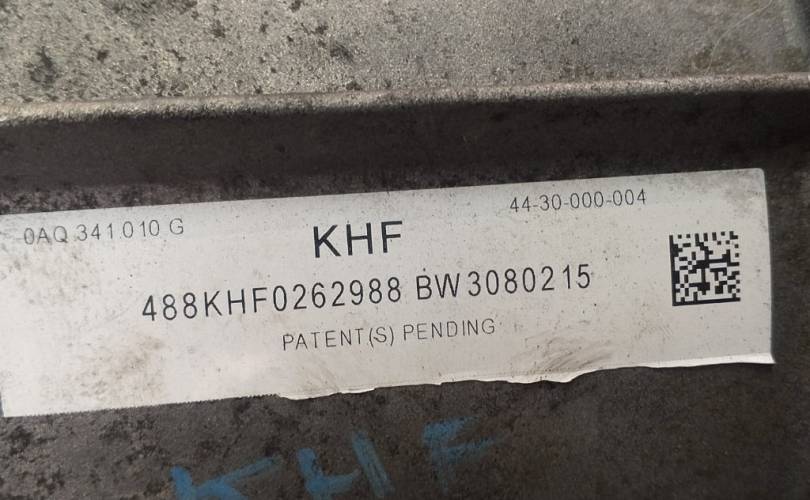 0AQ 341 010 G
44-30-000-004
KHF
488KHF0262988 BW3080215
PATENT(S) PENDING
KHF